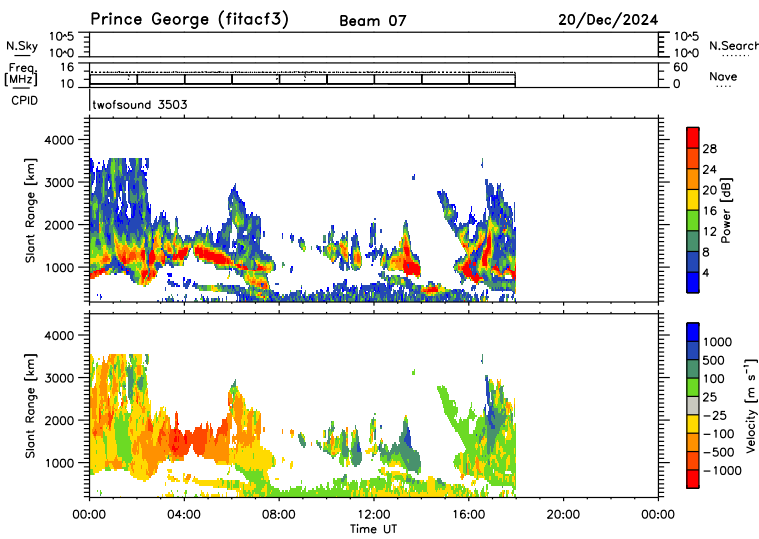 Prince George (fitacf3) Beam 07 20/Dec/2024
N.Sky 10^5 10^0 10^5 10^0 N.Search
Freq. [MHz] 16 10 60 0 Nave
CPID twofsound 3503
Slant Range [km] 4000 3000 2000 1000
Power [dB] 28 24 20 16 12 8 4
Slant Range [km] 4000 3000 2000 1000
Velocity [m s⁻¹] 1000 500 100 25 −25 −100 −500 −1000
00:00 04:00 08:00 12:00 16:00 20:00 00:00
Time UT